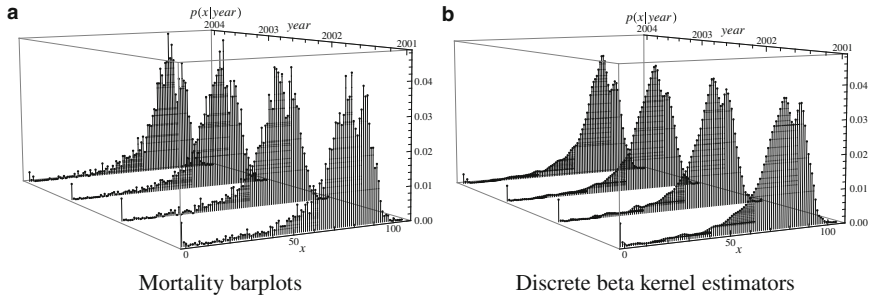 a
p(x|year)
2004
2003
year
2002
2001
0.04
0.03
0.02
0.01
0.00
0
50
100
x
Mortality barplots
b
p(x|year)
2004
2003
year
2002
2001
0.04
0.03
0.02
0.01
0.00
0
50
100
x
Discrete beta kernel estimators